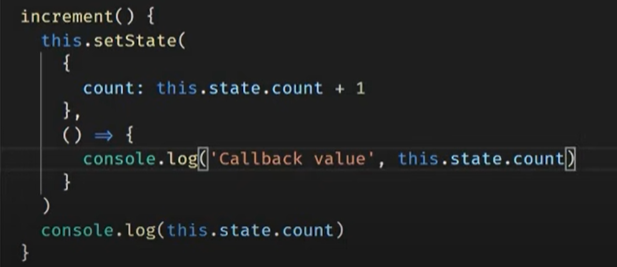 increment() {
this.setState(
{
count: this.state.count + 1
},
() ⇒ {
console.log('Callback value', this.state.count)
}
)
console.log(this.state.count)
}